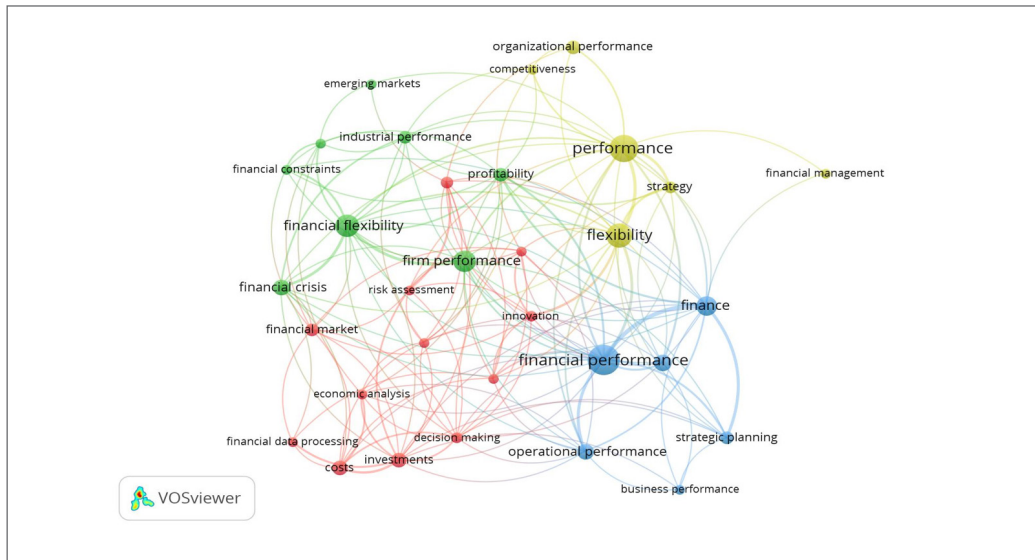 organizational performance
competitiveness
emerging markets
industrial performance
performance
financial constraints
profitability
financial management
strategy
financial flexibility
flexibility
firm performance
financial crisis
risk assessment
finance
innovation
financial market
financial performance
economic analysis
financial data processing
decision making
strategic planning
operational performance
investments
costs
business performance
VOSviewer